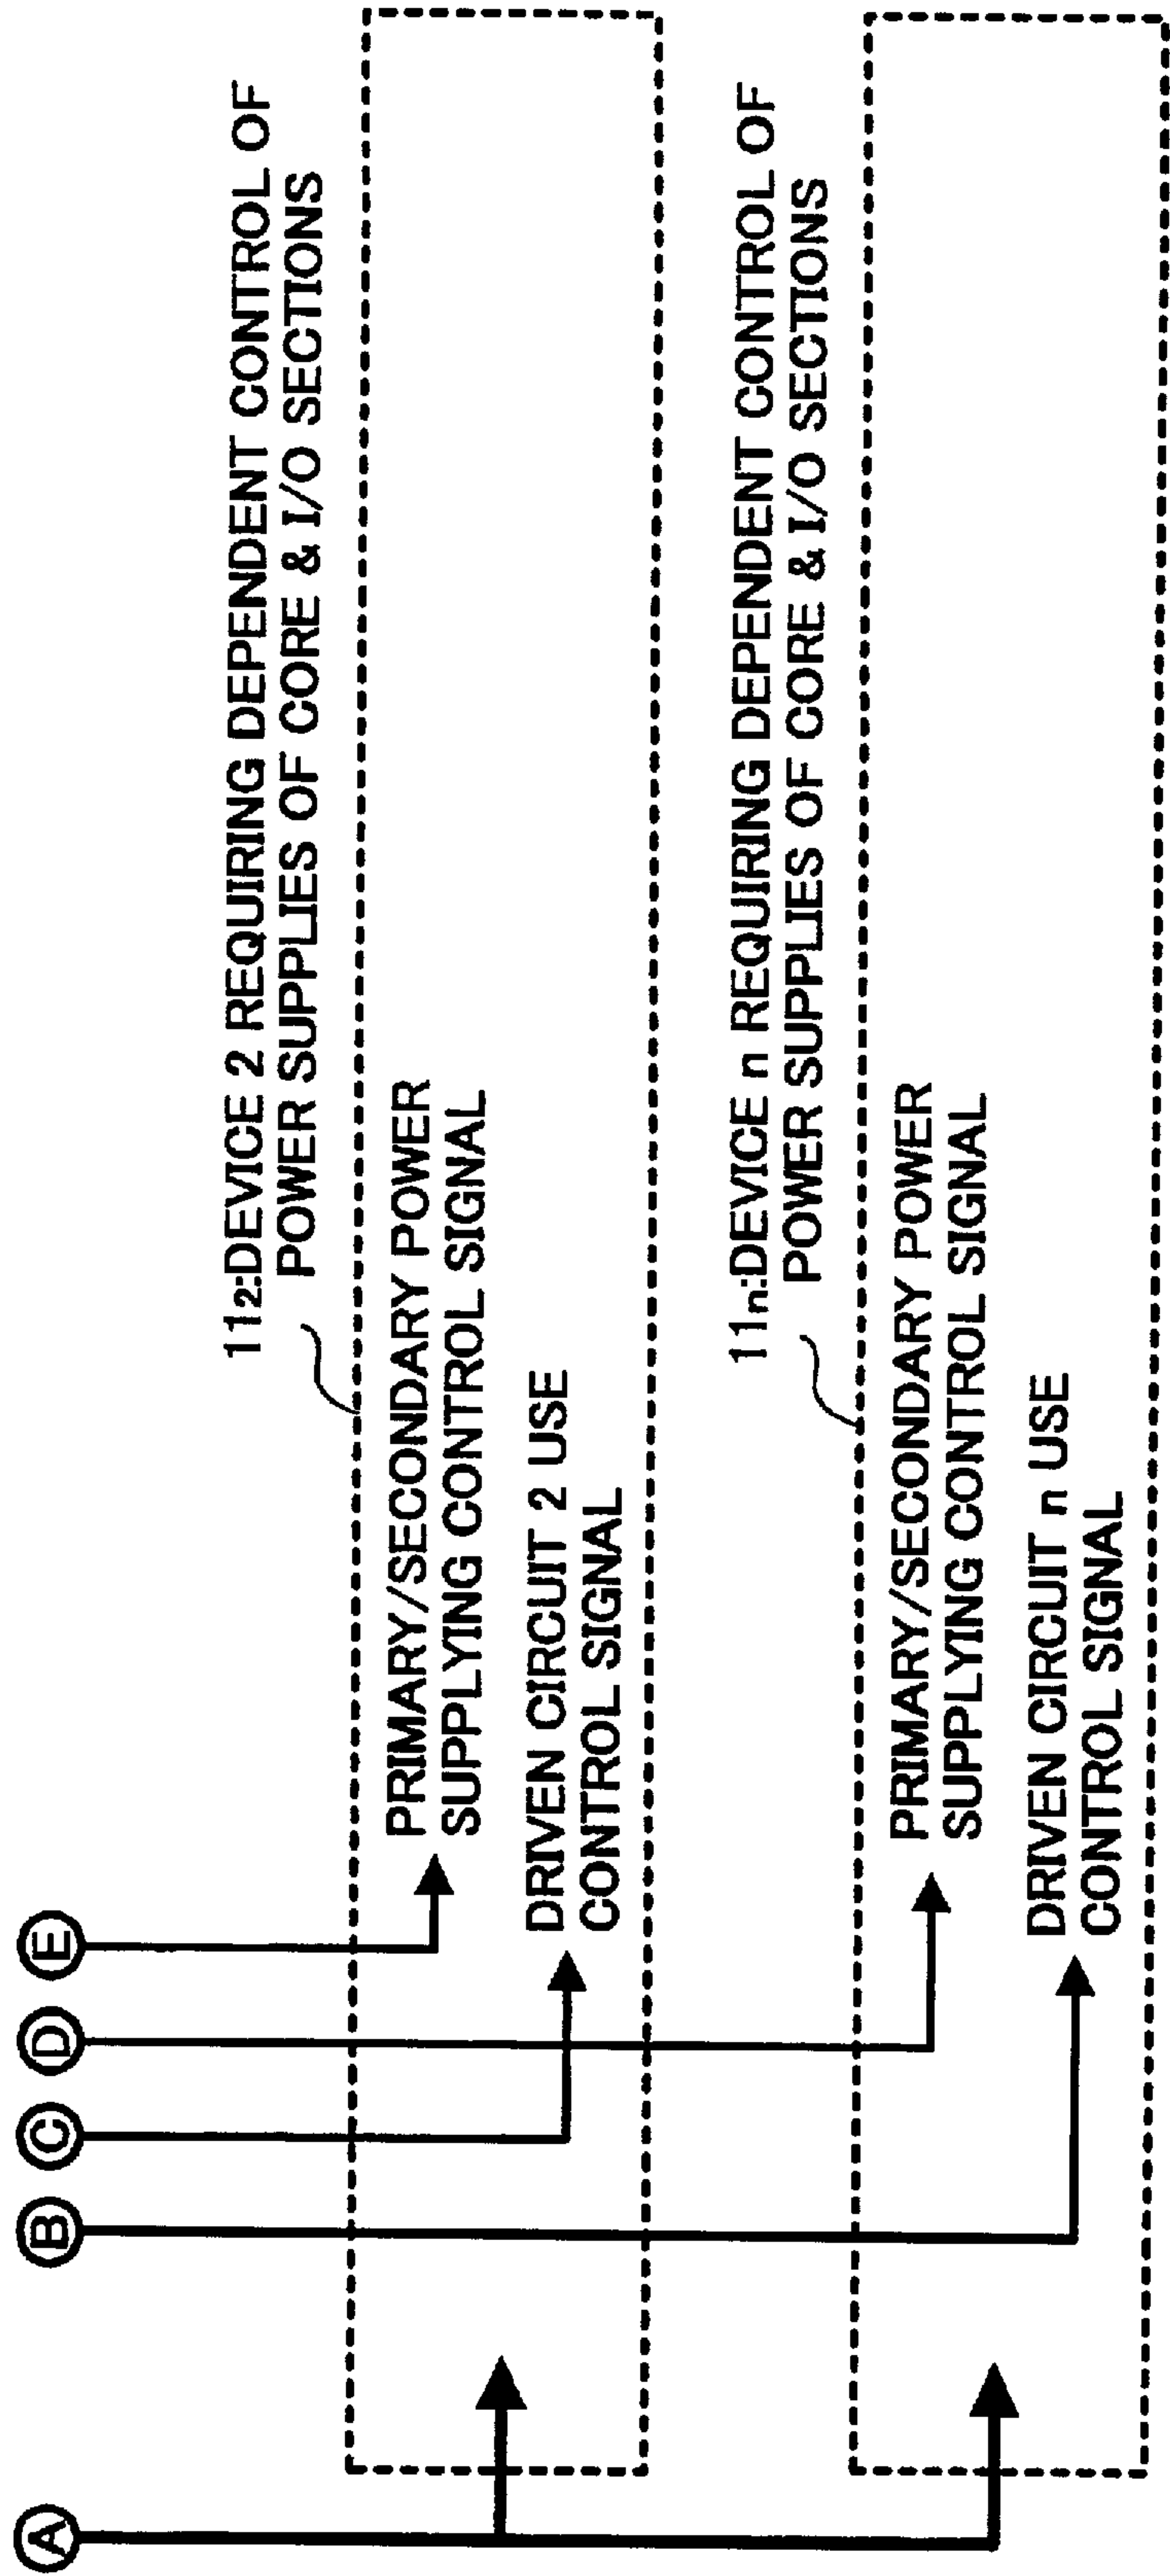 A
B
C
D
E
11₂:DEVICE 2 REQUIRING DEPENDENT CONTROL OF
POWER SUPPLIES OF CORE & I/O SECTIONS
PRIMARY/SECONDARY POWER
SUPPLYING CONTROL SIGNAL
DRIVEN CIRCUIT 2 USE
CONTROL SIGNAL
11ₙ:DEVICE n REQUIRING DEPENDENT CONTROL OF
POWER SUPPLIES OF CORE & I/O SECTIONS
PRIMARY/SECONDARY POWER
SUPPLYING CONTROL SIGNAL
DRIVEN CIRCUIT n USE
CONTROL SIGNAL